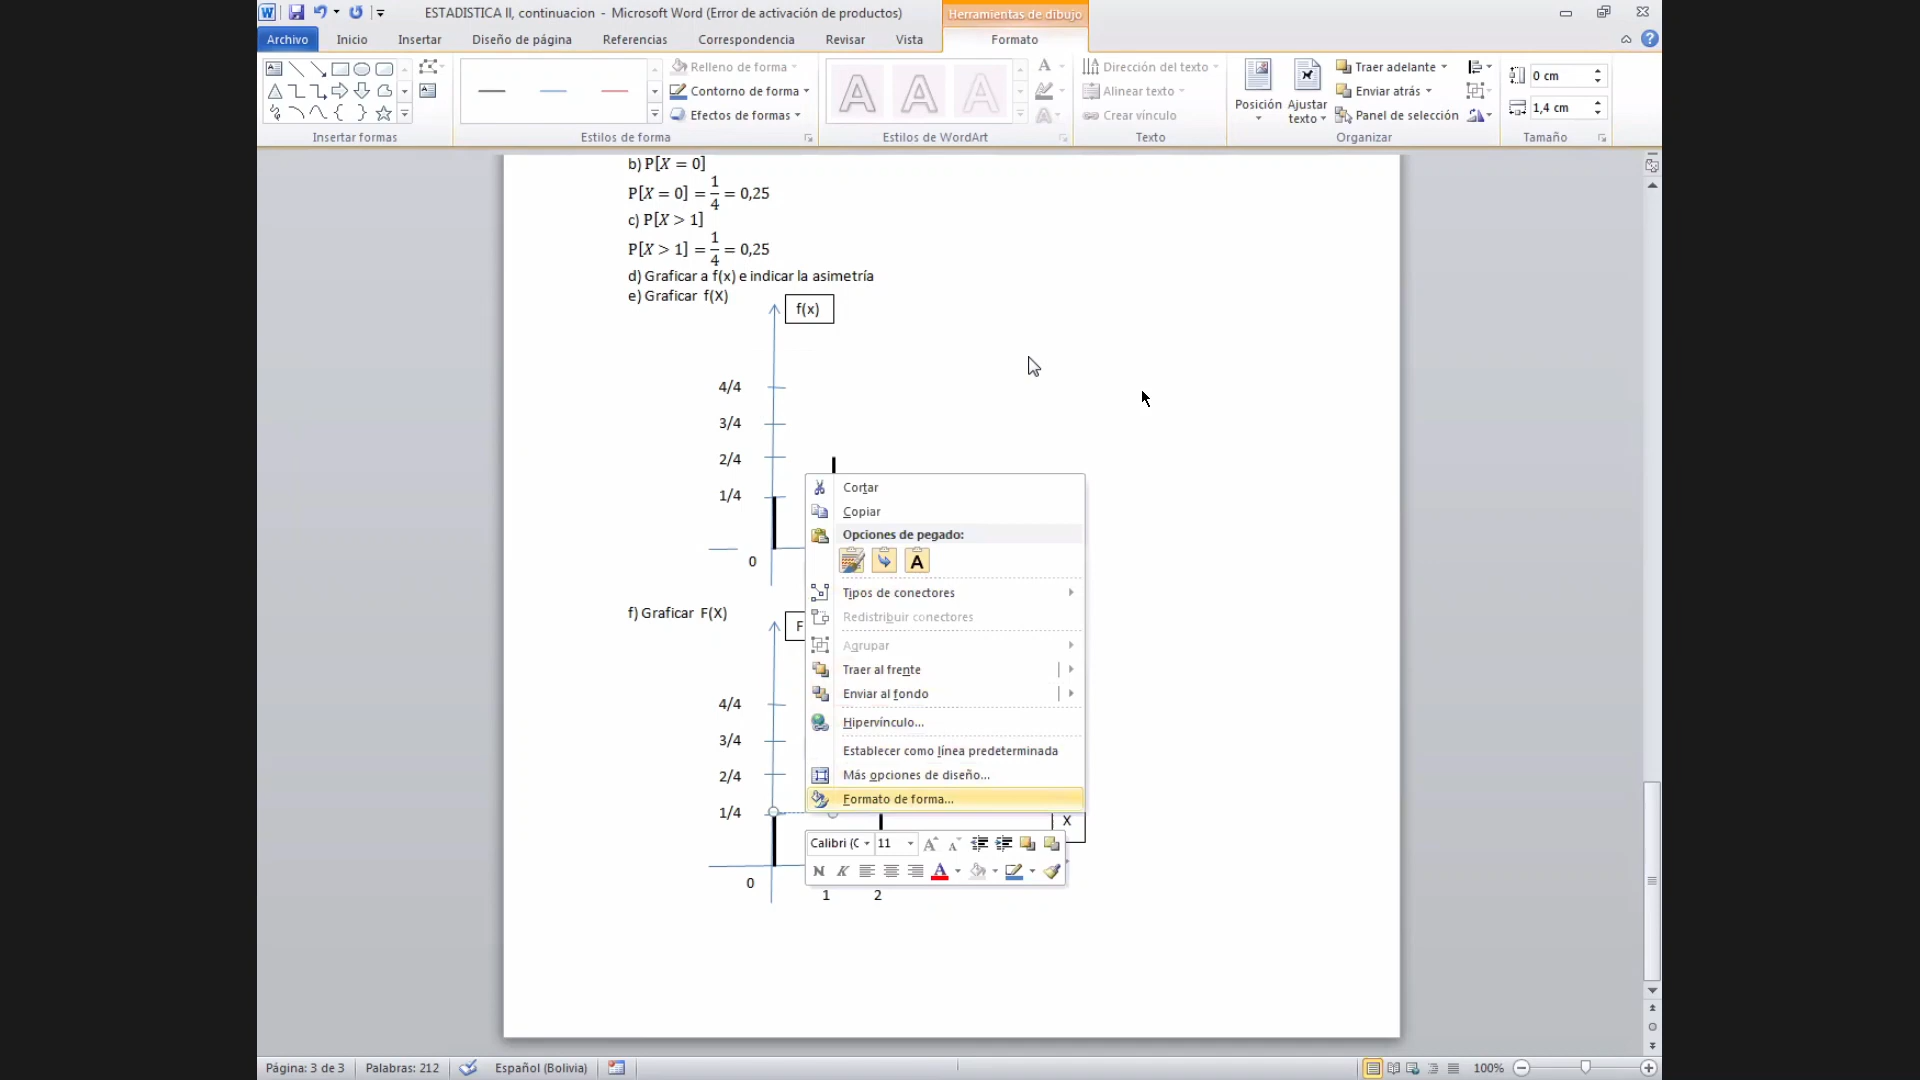 ESTADISTICA II, continuacion - Microsoft Word (Error de activación de productos)
Herramientas de dibujo
Archivo Inicio Insertar Diseño de página Referencias Correspondencia Revisar Vista Formato
Relleno de forma
Contorno de forma
Efectos de formas
Dirección del texto
Alinear texto
Crear vínculo
Posición
Ajustar texto
Traer adelante
Enviar atrás
Panel de selección
0 cm
1,4 cm
Insertar formas Estilos de forma Estilos de WordArt Texto Organizar Tamaño
b) P[X = 0]
P[X = 0] = 1/4 = 0,25
c) P[X > 1]
P[X > 1] = 1/4 = 0,25
d) Graficar a f(x) e indicar la asimetría
e) Graficar f(X)
f(x)
4/4
3/4
2/4
1/4
0
Cortar
Copiar
Opciones de pegado:
Tipos de conectores
Redistribuir conectores
Agrupar
Traer al frente
Enviar al fondo
Hipervínculo...
Establecer como línea predeterminada
Más opciones de diseño...
Formato de forma...
f) Graficar F(X)
F
4/4
3/4
2/4
1/4
X
Calibri (C 11
N K
0
1 2
Página: 3 de 3 Palabras: 212 Español (Bolivia) 100%